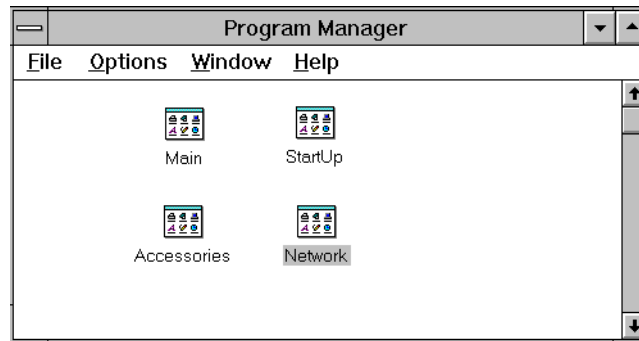 Program Manager
File Options Window Help
Main StartUp
Accessories Network